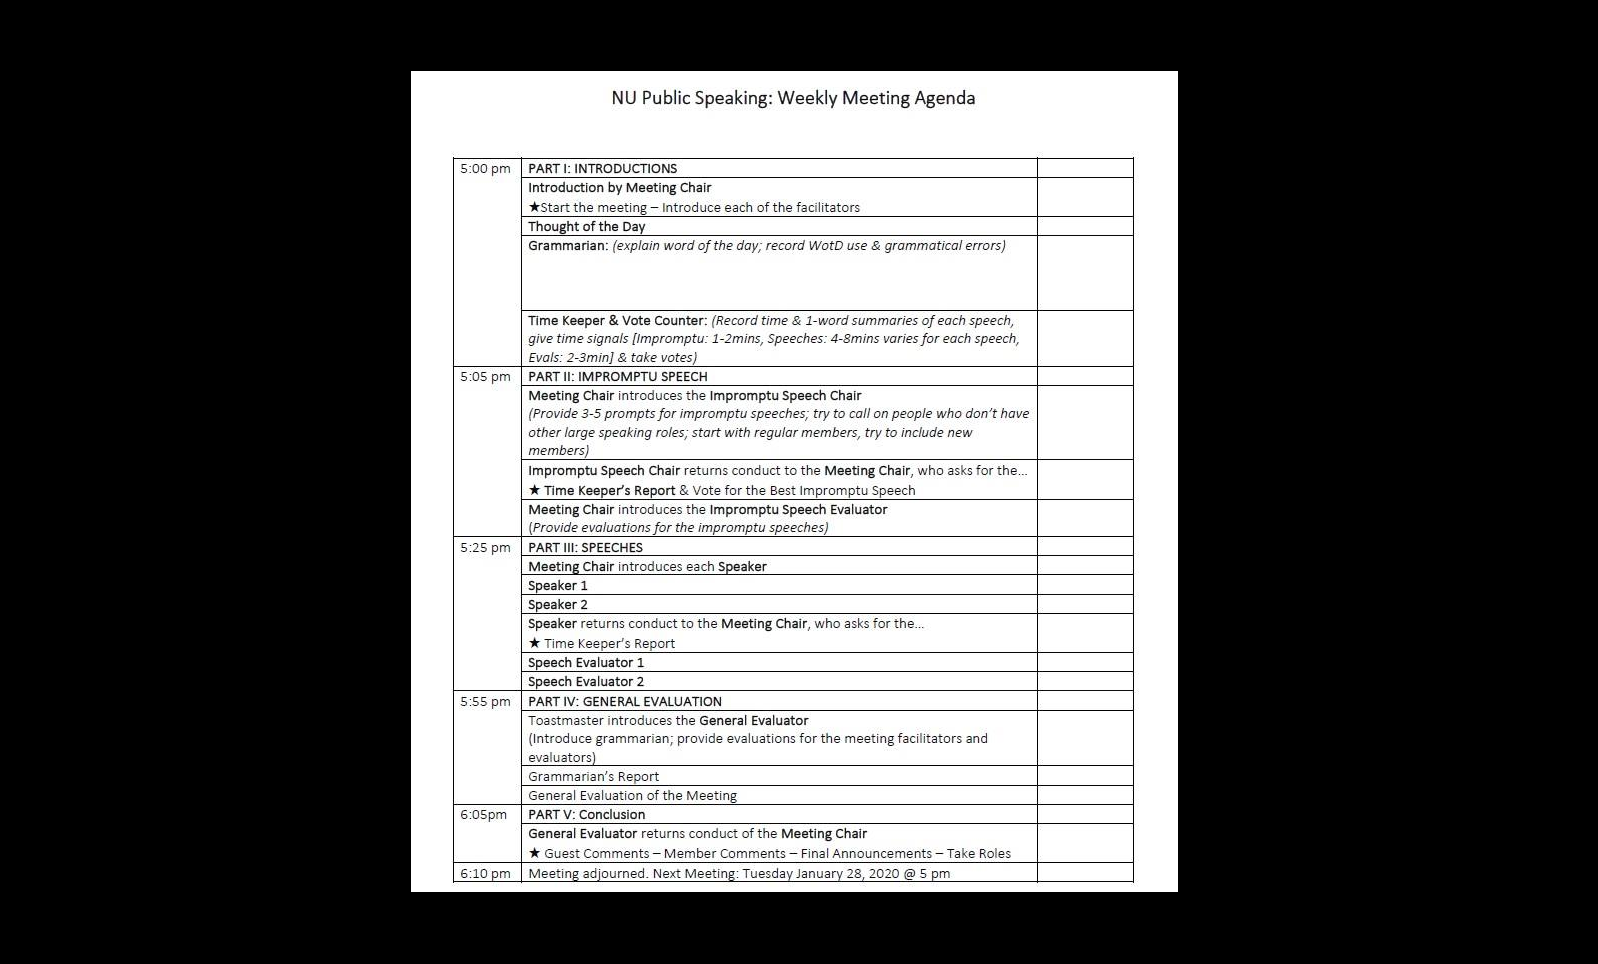 NU Public Speaking: Weekly Meeting Agenda
5:00 pm PART I: INTRODUCTIONS
Introduction by Meeting Chair
★Start the meeting – Introduce each of the facilitators
Thought of the Day
Grammarian: (explain word of the day; record WotD use & grammatical errors)
Time Keeper & Vote Counter: (Record time & 1-word summaries of each speech,
give time signals [Impromptu: 1-2mins, Speeches: 4-8mins varies for each speech,
Evals: 2-3min] & take votes)
5:05 pm PART II: IMPROMPTU SPEECH
Meeting Chair introduces the Impromptu Speech Chair
(Provide 3-5 prompts for impromptu speeches; try to call on people who don’t have
other large speaking roles; start with regular members, try to include new
members)
Impromptu Speech Chair returns conduct to the Meeting Chair, who asks for the…
★ Time Keeper’s Report & Vote for the Best Impromptu Speech
Meeting Chair introduces the Impromptu Speech Evaluator
(Provide evaluations for the impromptu speeches)
5:25 pm PART III: SPEECHES
Meeting Chair introduces each Speaker
Speaker 1
Speaker 2
Speaker returns conduct to the Meeting Chair, who asks for the…
★ Time Keeper’s Report
Speech Evaluator 1
Speech Evaluator 2
5:55 pm PART IV: GENERAL EVALUATION
Toastmaster introduces the General Evaluator
(Introduce grammarian; provide evaluations for the meeting facilitators and
evaluators)
Grammarian’s Report
General Evaluation of the Meeting
6:05pm PART V: Conclusion
General Evaluator returns conduct of the Meeting Chair
★ Guest Comments – Member Comments – Final Announcements – Take Roles
6:10 pm Meeting adjourned. Next Meeting: Tuesday January 28, 2020 @ 5 pm